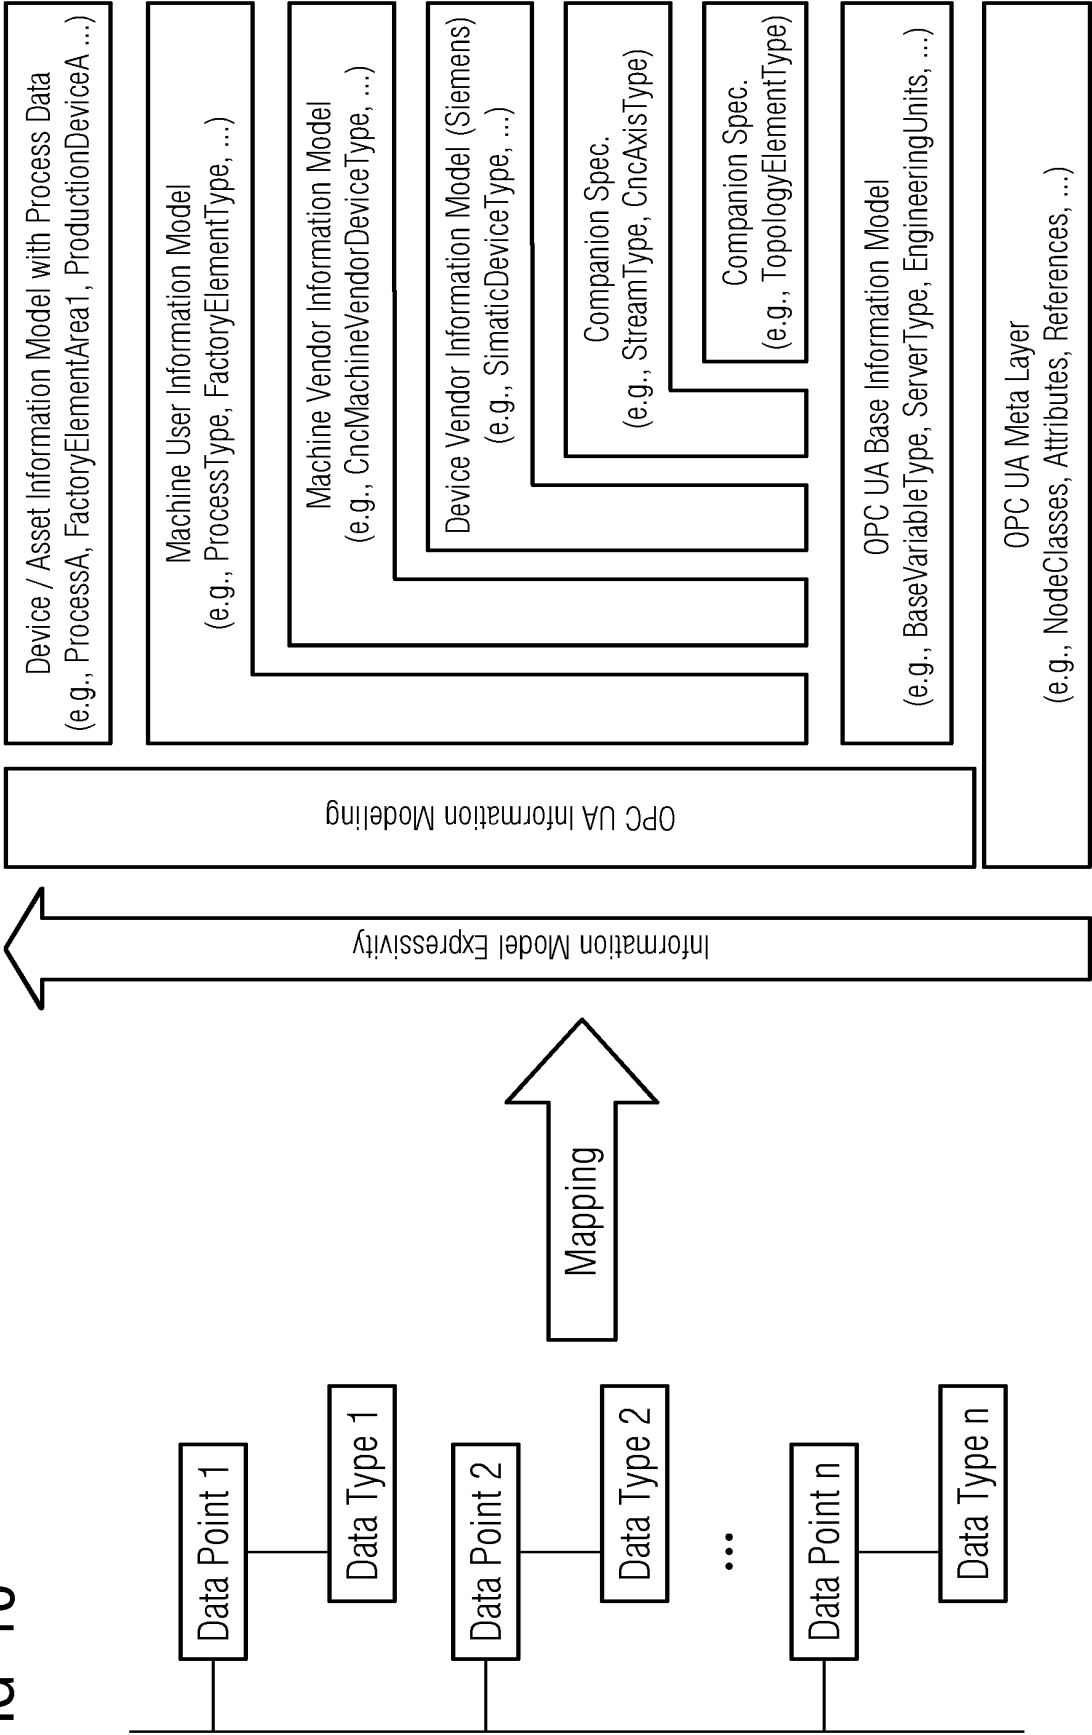 Data Point 1
Data Type 1
Data Point 2
Data Type 2
...
Data Point n
Data Type n
Mapping
Information Model Expressivity
OPC UA Information Modeling
Device / Asset Information Model with Process Data
(e.g., ProcessA, FactoryElementArea1, ProductionDeviceA ...)
Machine User Information Model
(e.g., ProcessType, FactoryElementType, ...)
Machine Vendor Information Model
(e.g., CncMachineVendorDeviceType, ...)
Device Vendor Information Model (Siemens)
(e.g., SimaticDeviceType, ...)
Companion Spec.
(e.g., StreamType, CncAxisType)
Companion Spec.
(e.g., TopologyElementType)
OPC UA Base Information Model
(e.g., BaseVariableType, ServerType, EngineeringUnits, ...)
OPC UA Meta Layer
(e.g., NodeClasses, Attributes, References, ...)